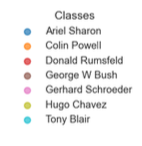 Classes
Ariel Sharon
Colin Powell
Donald Rumsfeld
George W Bush
Gerhard Schroeder
Hugo Chavez
Tony Blair